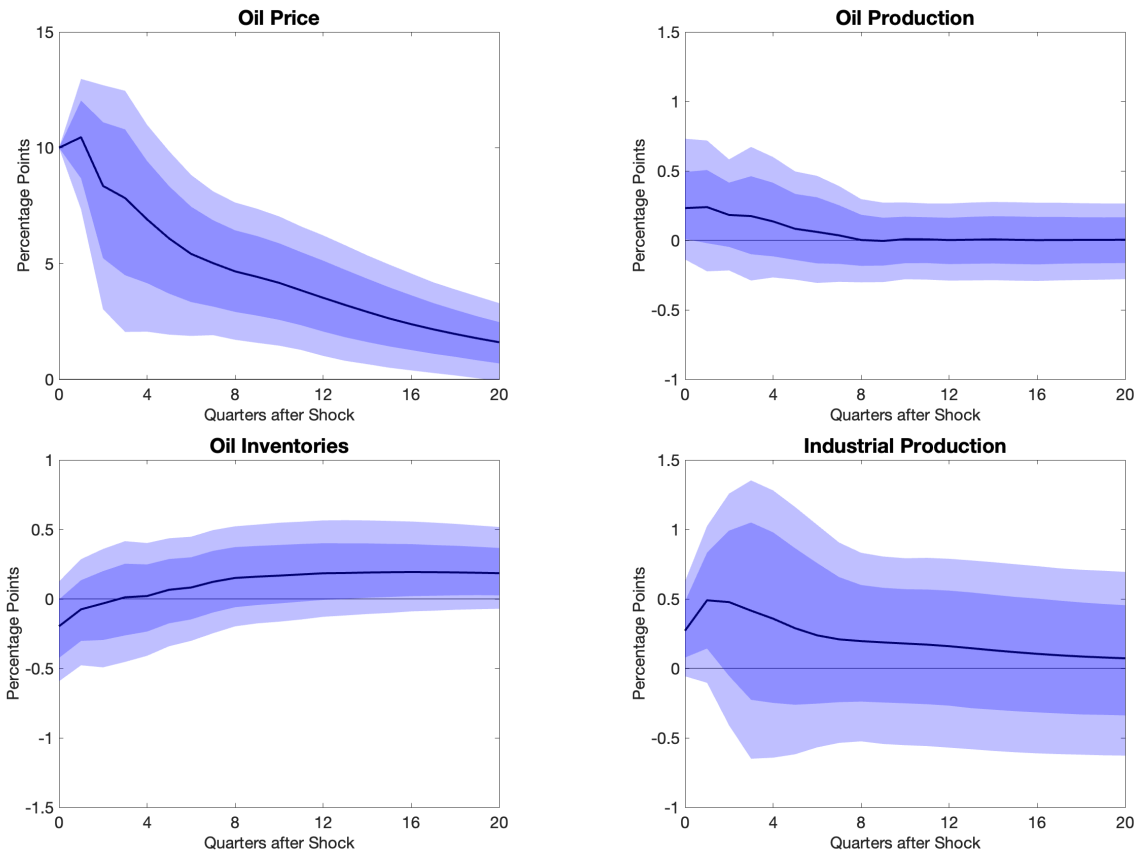 Oil Price
15
10
5
0
Percentage Points
0 4 8 12 16 20
Quarters after Shock
Oil Production
1.5
1
0.5
0
-0.5
-1
Percentage Points
0 4 8 12 16 20
Quarters after Shock
Oil Inventories
1
0.5
0
-0.5
-1
-1.5
Percentage Points
0 4 8 12 16 20
Quarters after Shock
Industrial Production
1.5
1
0.5
0
-0.5
-1
Percentage Points
0 4 8 12 16 20
Quarters after Shock